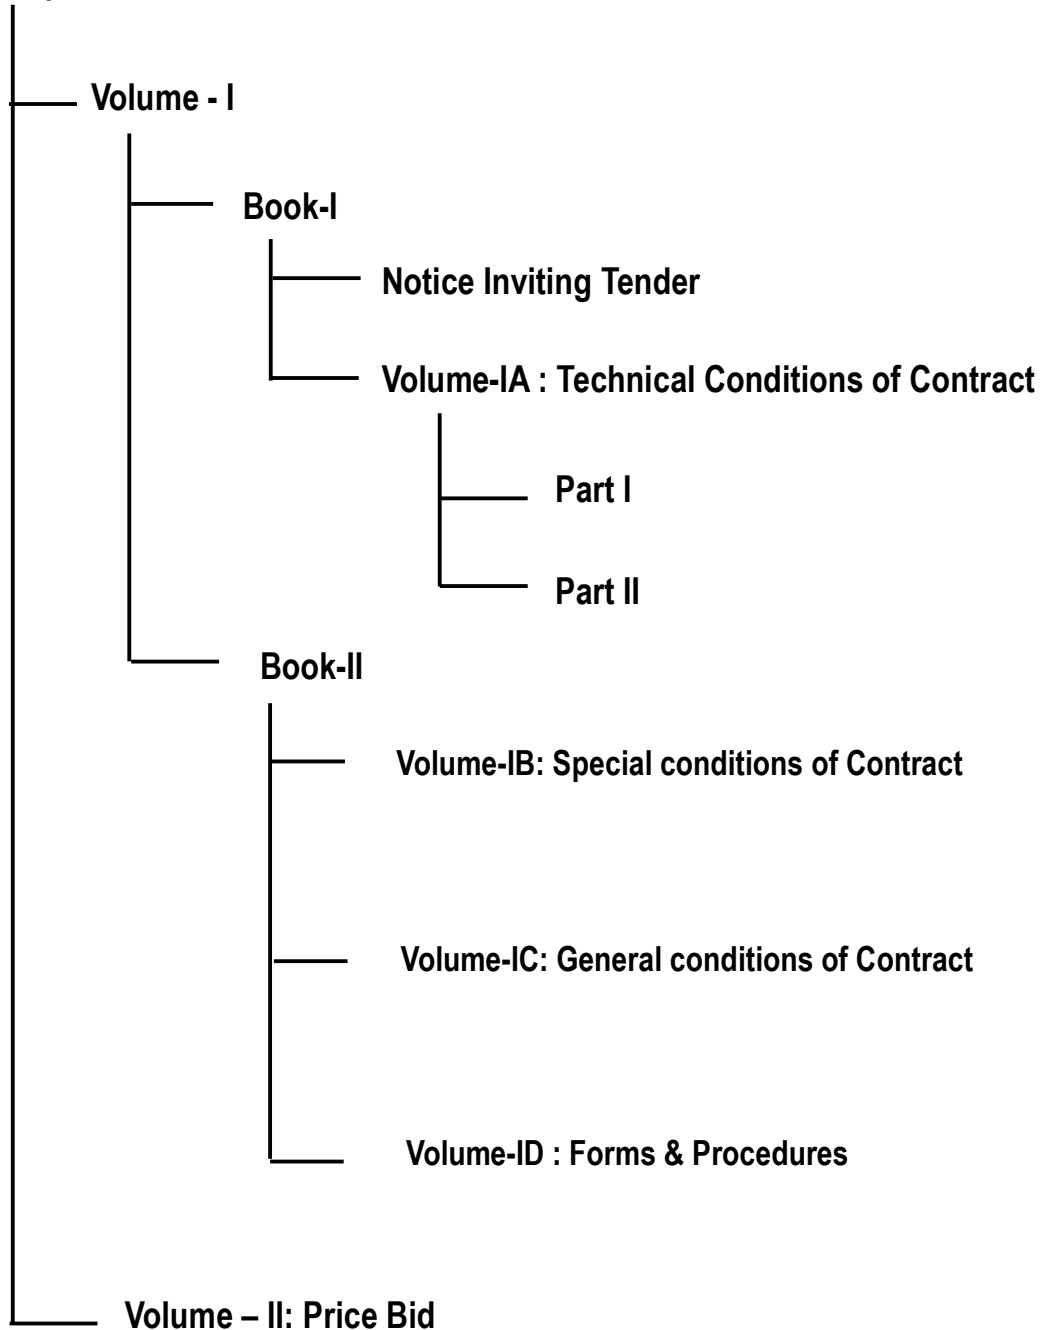 Volume - I
Book-I
Notice Inviting Tender
Volume-IA : Technical Conditions of Contract
Part I
Part II
Book-II
Volume-IB: Special conditions of Contract
Volume-IC: General conditions of Contract
Volume-ID : Forms & Procedures
Volume – II: Price Bid